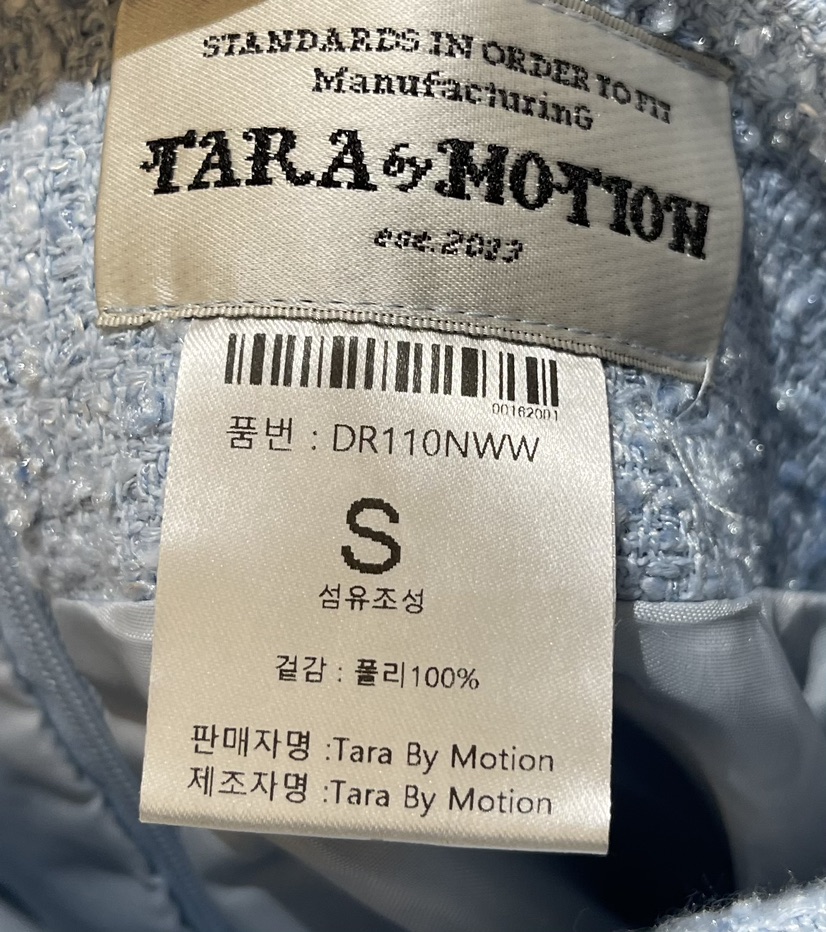 STANDARDS IN ORDER TO FIT
ManufacturinG
TARA by MOTION
est.2013
00162001
품번 : DR110NWW
S
섬유조성
겉감 : 폴리100%
판매자명 :Tara By Motion
제조자명 :Tara By Motion